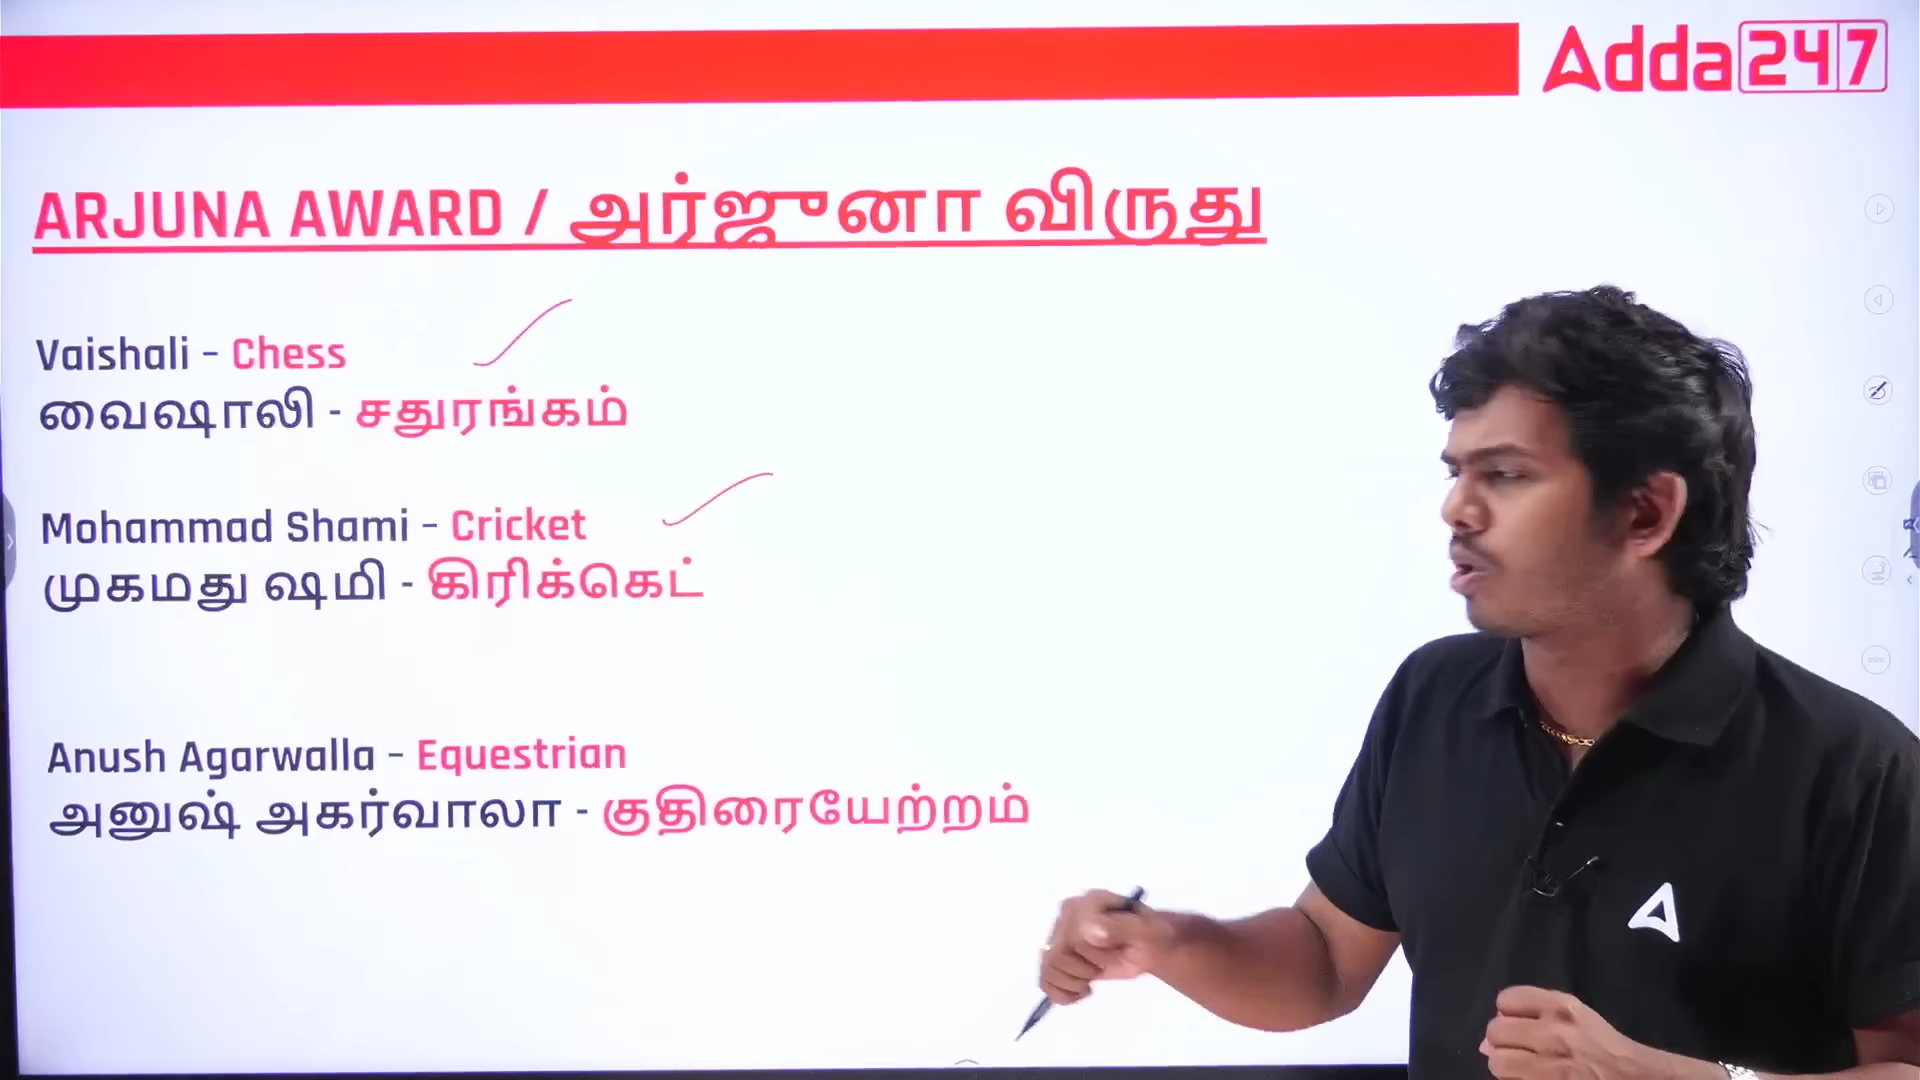 Adda247
ARJUNA AWARD / அர்ஜுனா விருது
Vaishali - Chess
வைஷாலி - சதுரங்கம்
Mohammad Shami - Cricket
முகமது ஷமி - கிரிக்கெட்
Anush Agarwalla - Equestrian
அனுஷ் அகர்வாலா - குதிரையேற்றம்